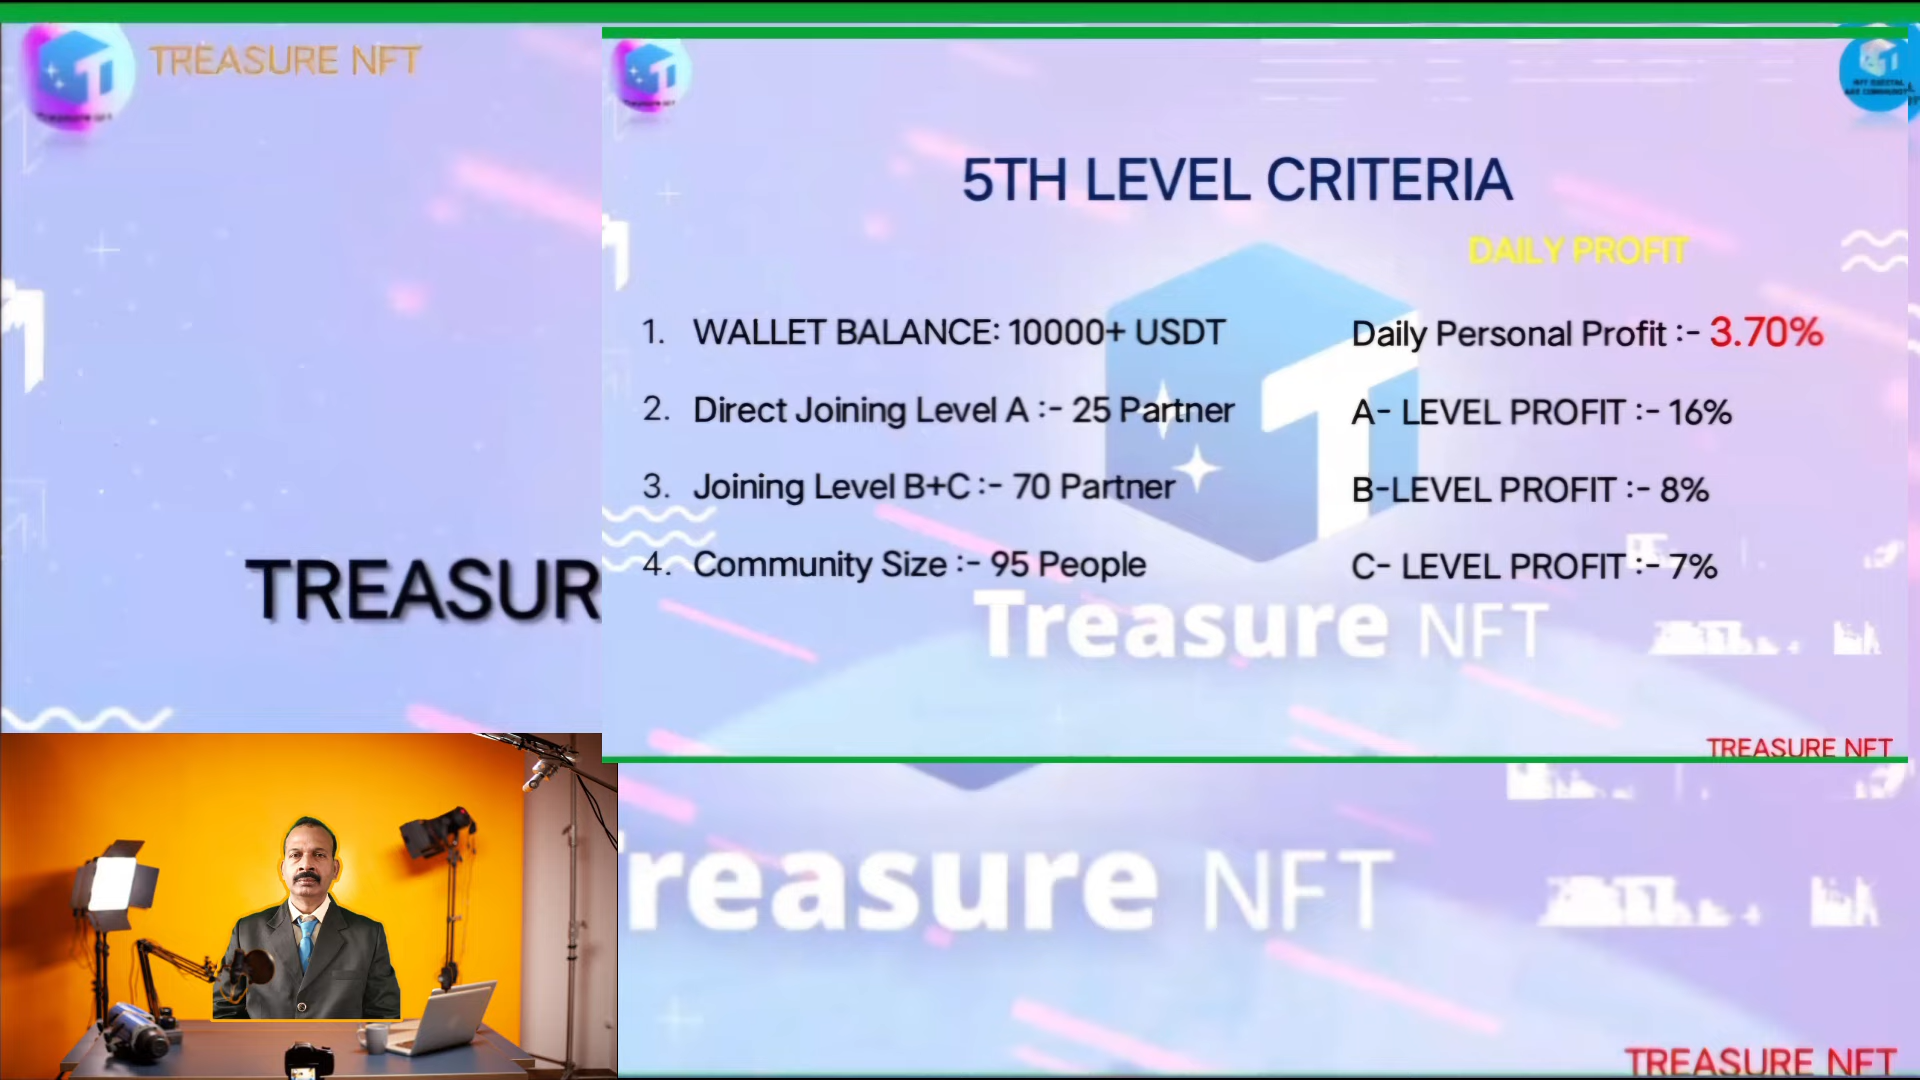 TREASURE NFT
TREASUR
5TH LEVEL CRITERIA
DAILY PROFIT
1. WALLET BALANCE: 10000+ USDT
Daily Personal Profit :- 3.70%
2. Direct Joining Level A :- 25 Partner
A- LEVEL PROFIT :- 16%
3. Joining Level B+C :- 70 Partner
B-LEVEL PROFIT :- 8%
4. Community Size :- 95 People
C- LEVEL PROFIT :- 7%
Treasure NFT
TREASURE NFT
reasure NFT
TREASURE NFT